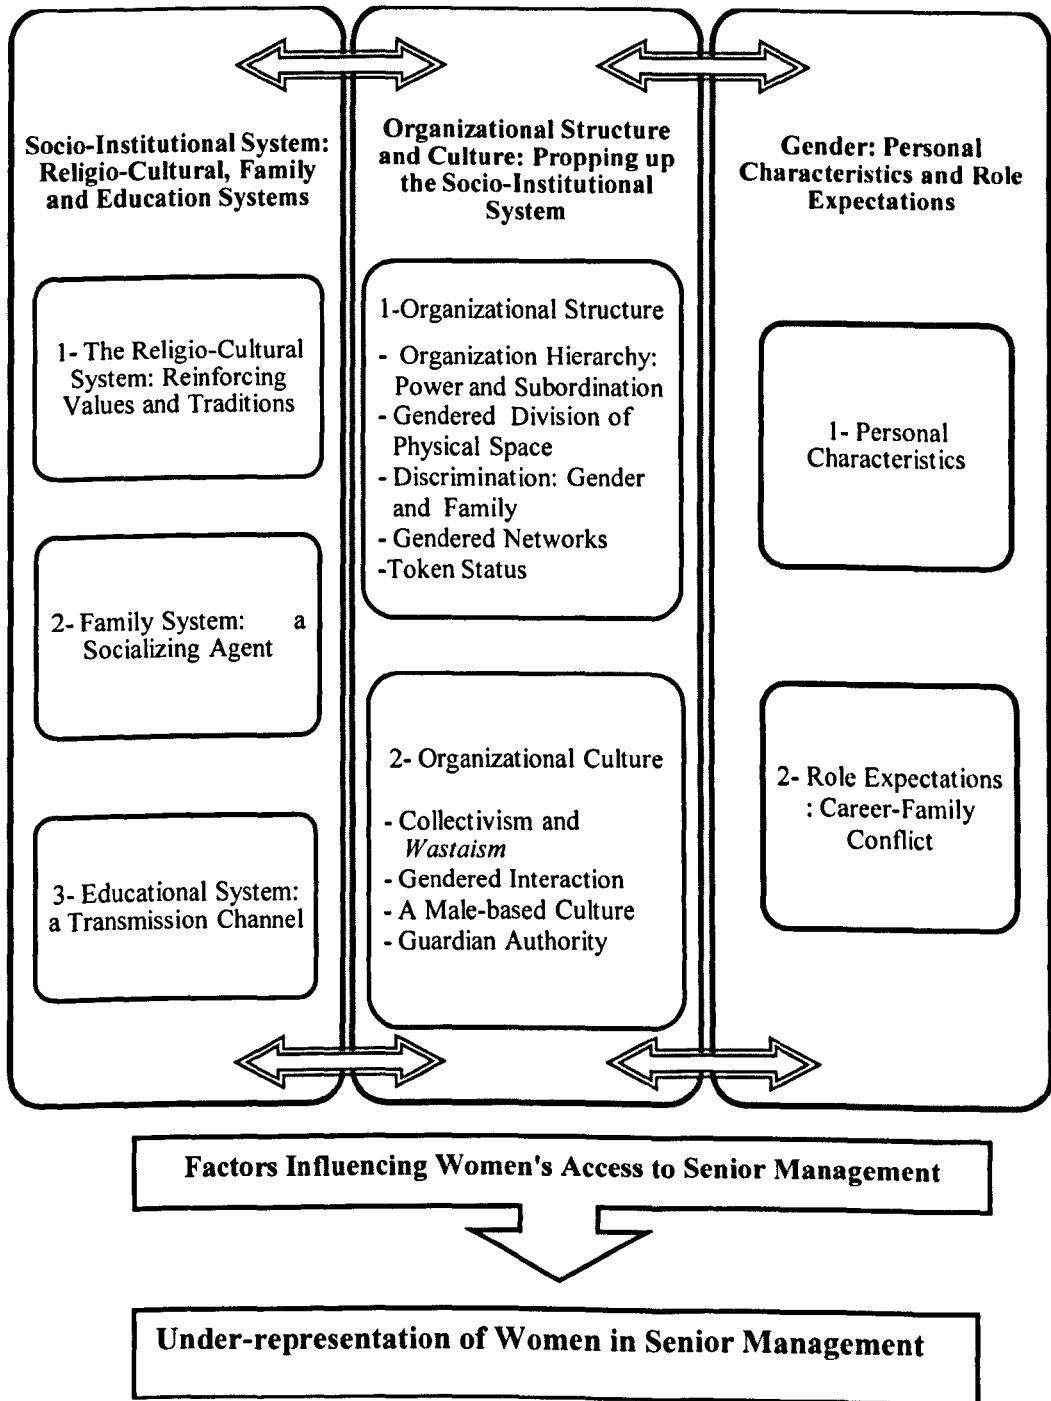 Socio-Institutional System:
Religio-Cultural, Family
and Education Systems
1- The Religio-Cultural
System: Reinforcing
Values and Traditions
2- Family System: a
Socializing Agent
3- Educational System:
a Transmission Channel
Organizational Structure
and Culture: Propping up
the Socio-Institutional
System
1-Organizational Structure
- Organization Hierarchy:
Power and Subordination
- Gendered Division of
Physical Space
- Discrimination: Gender
and Family
- Gendered Networks
-Token Status
2- Organizational Culture
- Collectivism and
Wastaism
- Gendered Interaction
- A Male-based Culture
- Guardian Authority
Gender: Personal
Characteristics and Role
Expectations
1- Personal
Characteristics
2- Role Expectations
: Career-Family
Conflict
Factors Influencing Women's Access to Senior Management
Under-representation of Women in Senior Management